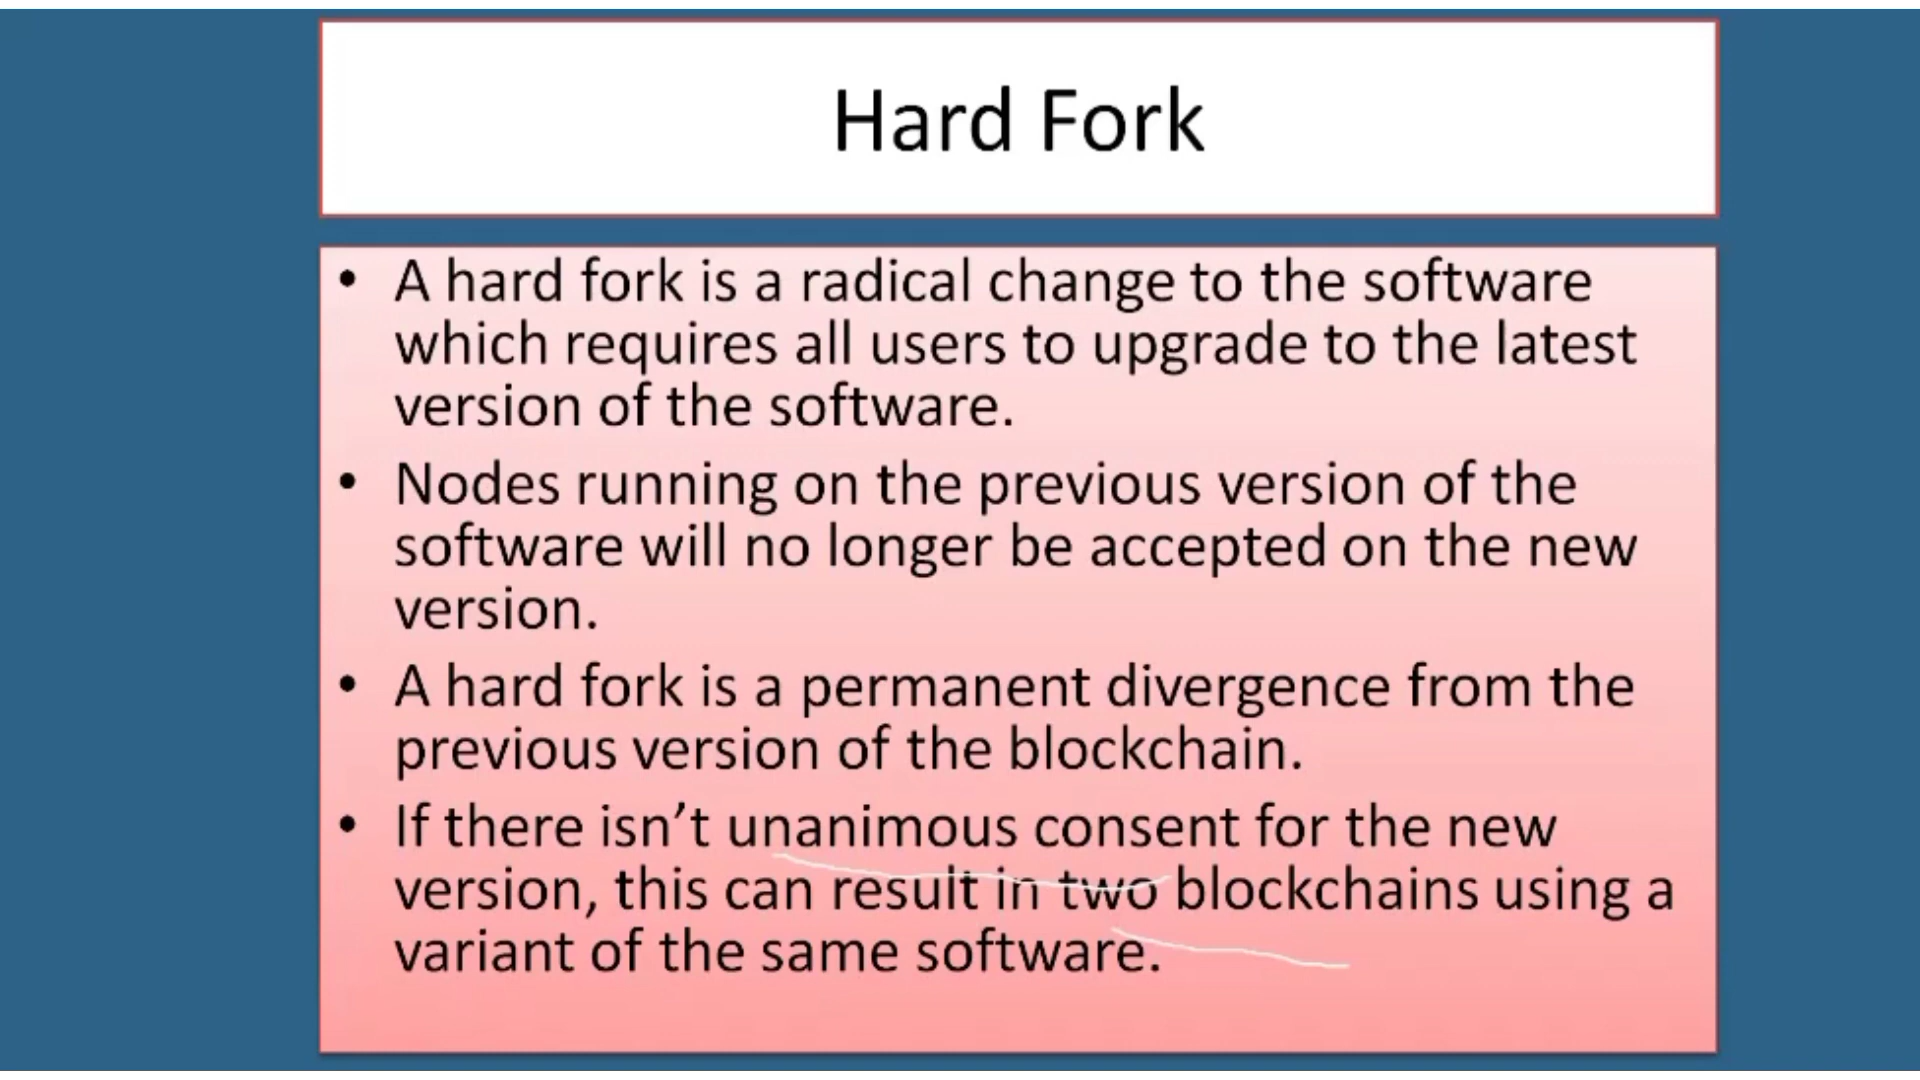 Hard Fork
• A hard fork is a radical change to the software
which requires all users to upgrade to the latest
version of the software.
• Nodes running on the previous version of the
software will no longer be accepted on the new
version.
• A hard fork is a permanent divergence from the
previous version of the blockchain.
• If there isn’t unanimous consent for the new
version, this can result in two blockchains using a
variant of the same software.